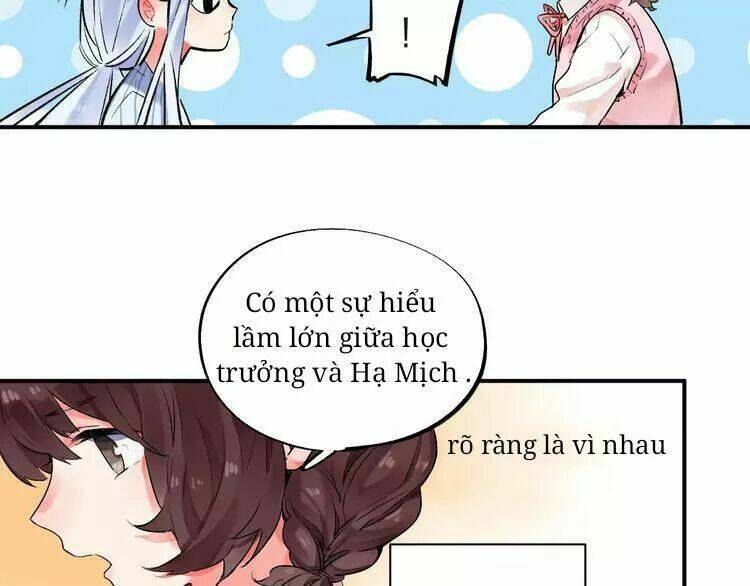 !
Có một sự hiểu
lầm lớn giữa học
trưởng và Hạ Mịch .
rõ ràng là vì nhau